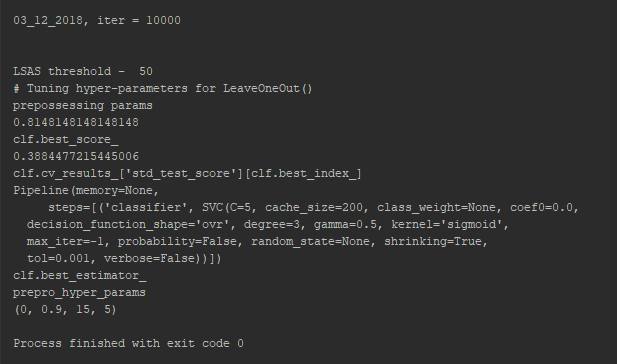 03_12_2018, iter = 10000
LSAS threshold -  50
# Tuning hyper-parameters for LeaveOneOut()
prepossessing params
0.8148148148148148
clf.best_score_
0.3884477215445006
clf.cv_results_['std_test_score'][clf.best_index_]
Pipeline(memory=None,
steps=[('classifier', SVC(C=5, cache_size=200, class_weight=None, coef0=0.0,
decision_function_shape='ovr', degree=3, gamma=0.5, kernel='sigmoid',
max_iter=-1, probability=False, random_state=None, shrinking=True,
tol=0.001, verbose=False))])
clf.best_estimator_
prepro_hyper_params
(0, 0.9, 15, 5)
Process finished with exit code 0